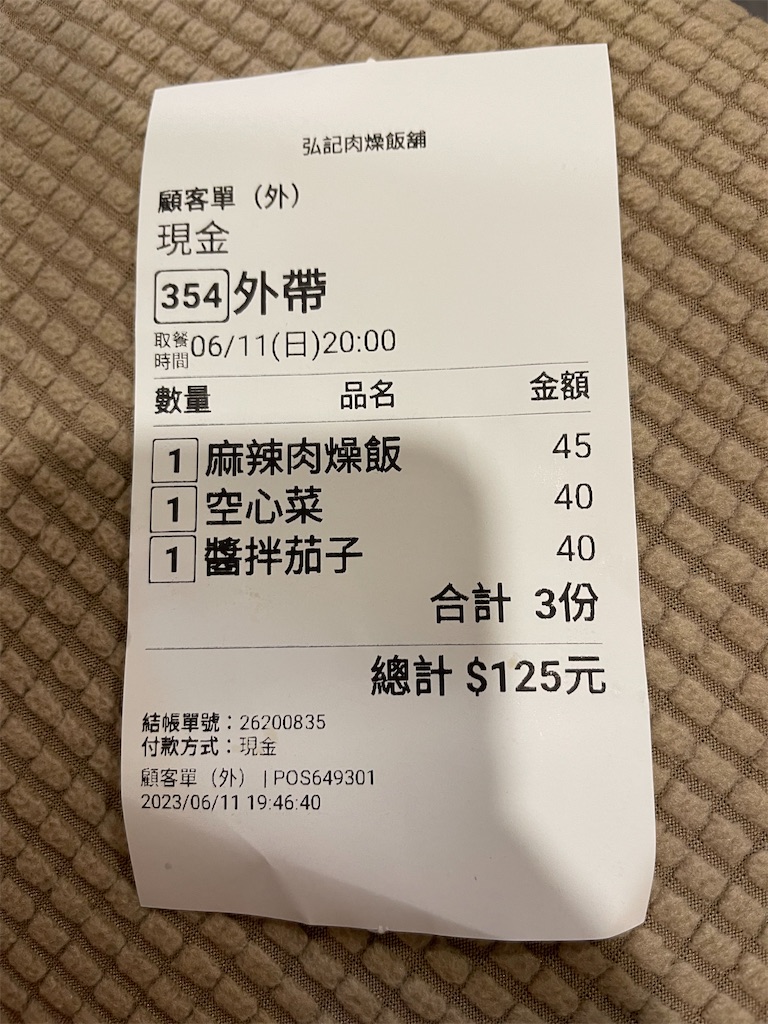 弘記肉燥飯舖
顧客單（外）
現金
354 外帶
取餐時間 06/11(日)20:00
數量 品名 金額
1 麻辣肉燥飯 45
1 空心菜 40
1 醬拌茄子 40
合計 3份
總計 $125元
結帳單號：26200835
付款方式：現金
顧客單（外） | POS649301
2023/06/11 19:46:40